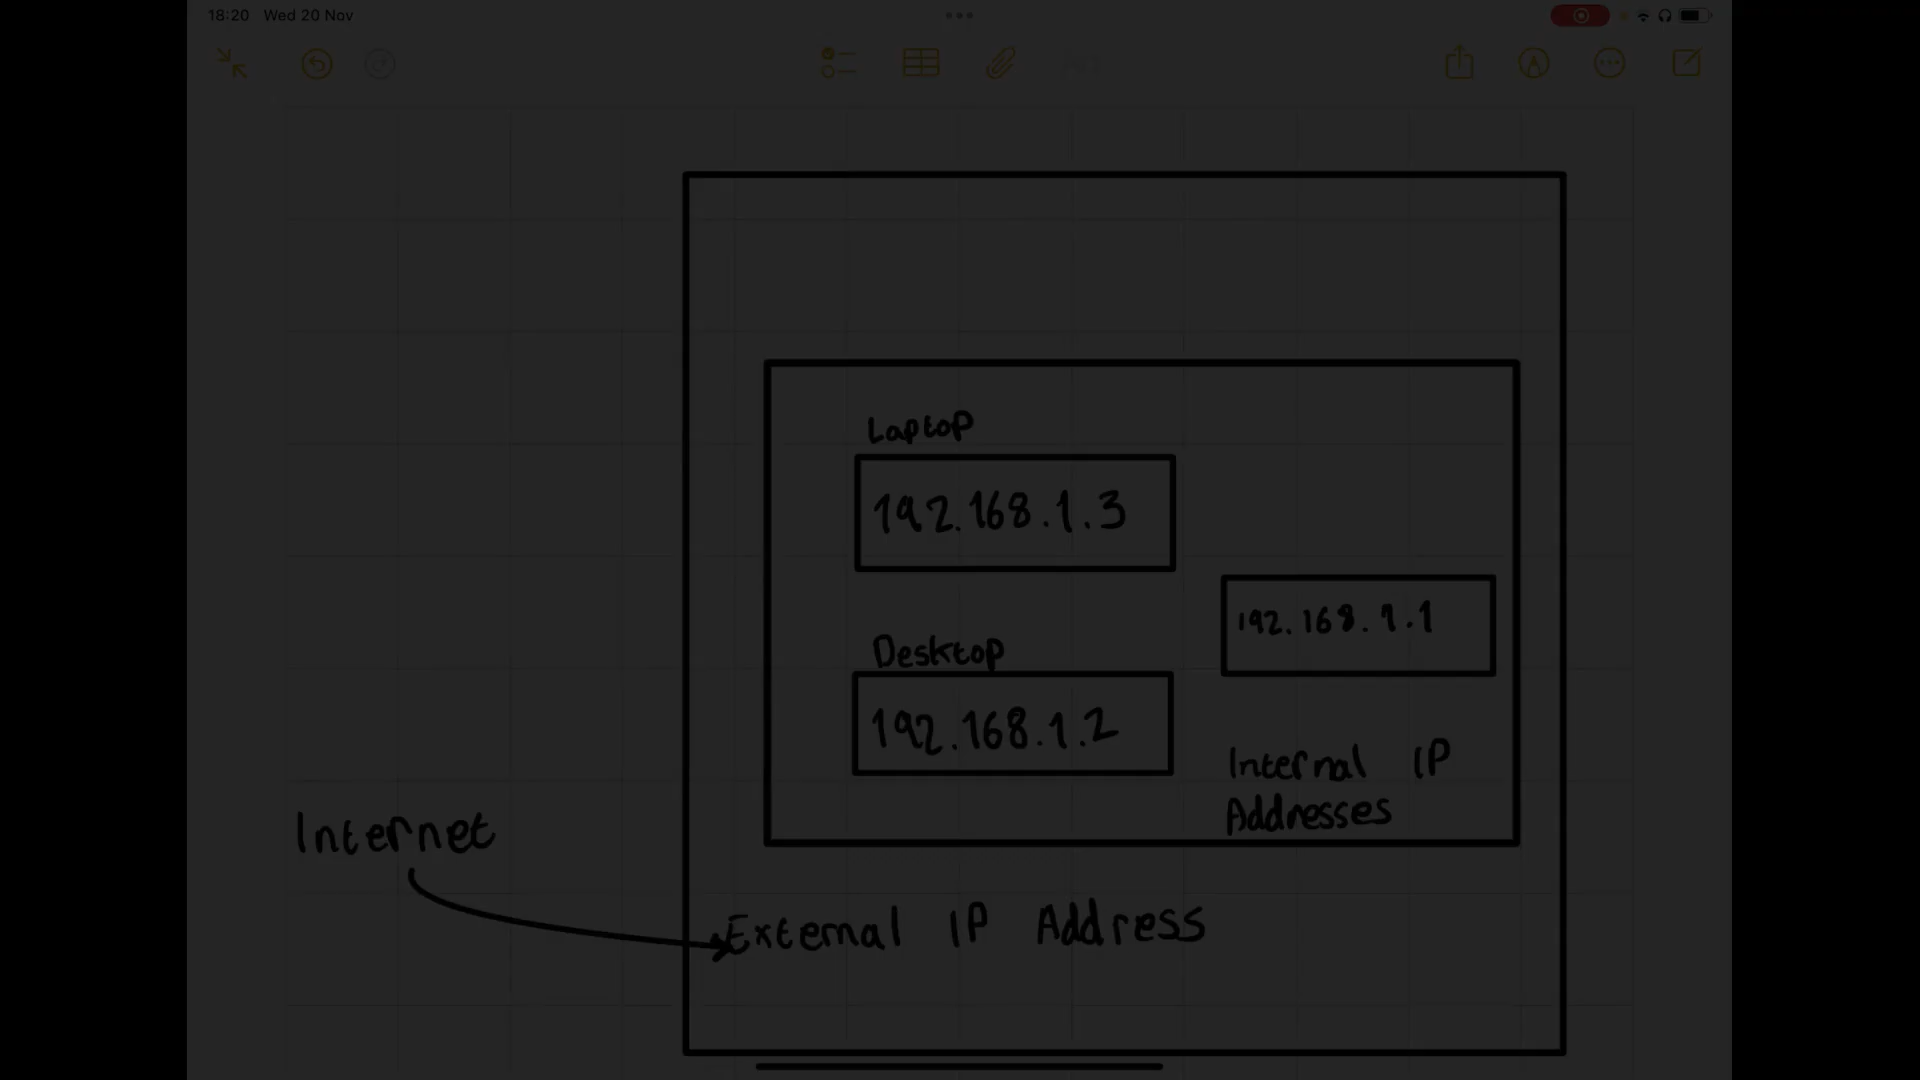 18:20 Wed 20 Nov
Laptop
192.168.1.3
192.168.1.1
Desktop
192.168.1.2
Internal IP
Addresses
Internet
External IP Address